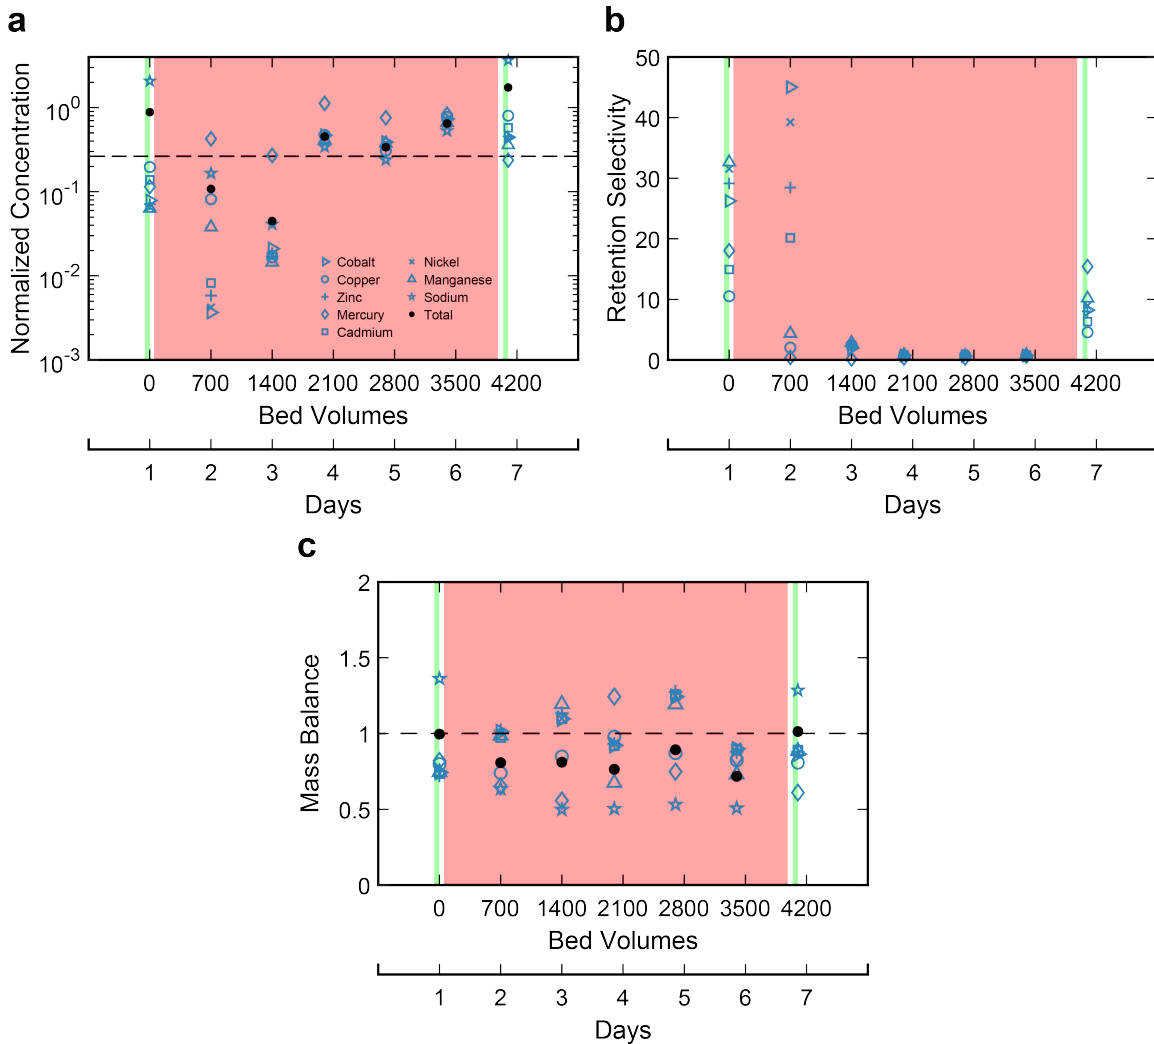 a
Normalized Concentration
10^0
10^-1
10^-2
10^-3
Cobalt
Copper
Zinc
Mercury
Cadmium
Nickel
Manganese
Sodium
Total
0 700 1400 2100 2800 3500 4200
Bed Volumes
1 2 3 4 5 6 7
Days
b
Retention Selectivity
50
40
30
20
10
0
0 700 1400 2100 2800 3500 4200
Bed Volumes
1 2 3 4 5 6 7
Days
c
Mass Balance
2
1.5
1
0.5
0
0 700 1400 2100 2800 3500 4200
Bed Volumes
1 2 3 4 5 6 7
Days